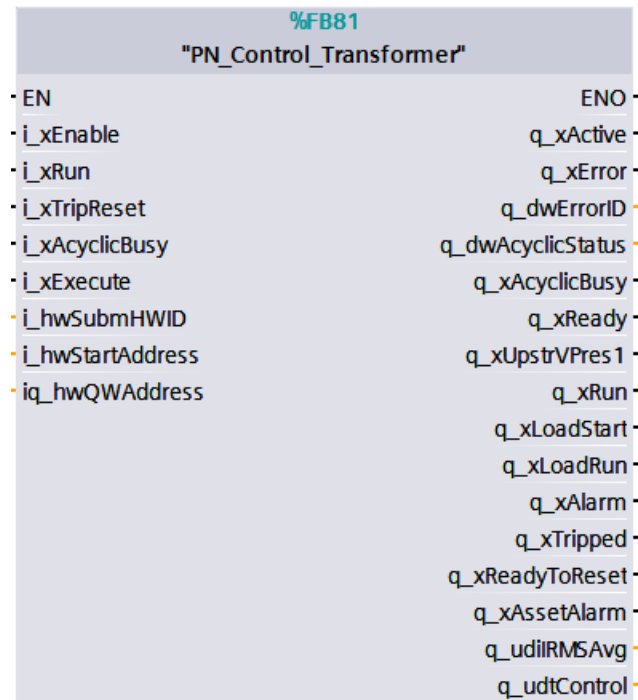 %FB81
"PN_Control_Transformer"
EN ENO
i_xEnable q_xActive
i_xRun q_xError
i_xTripReset q_dwErrorID
i_xAcyclicBusy q_dwAcyclicStatus
i_xExecute q_xAcyclicBusy
i_hwSubmHWID q_xReady
i_hwStartAddress q_xUpstrVPres1
iq_hwQWAddress q_xRun
q_xLoadStart
q_xLoadRun
q_xAlarm
q_xTripped
q_xReadyToReset
q_xAssetAlarm
q_udiIRMSAvg
q_udtControl